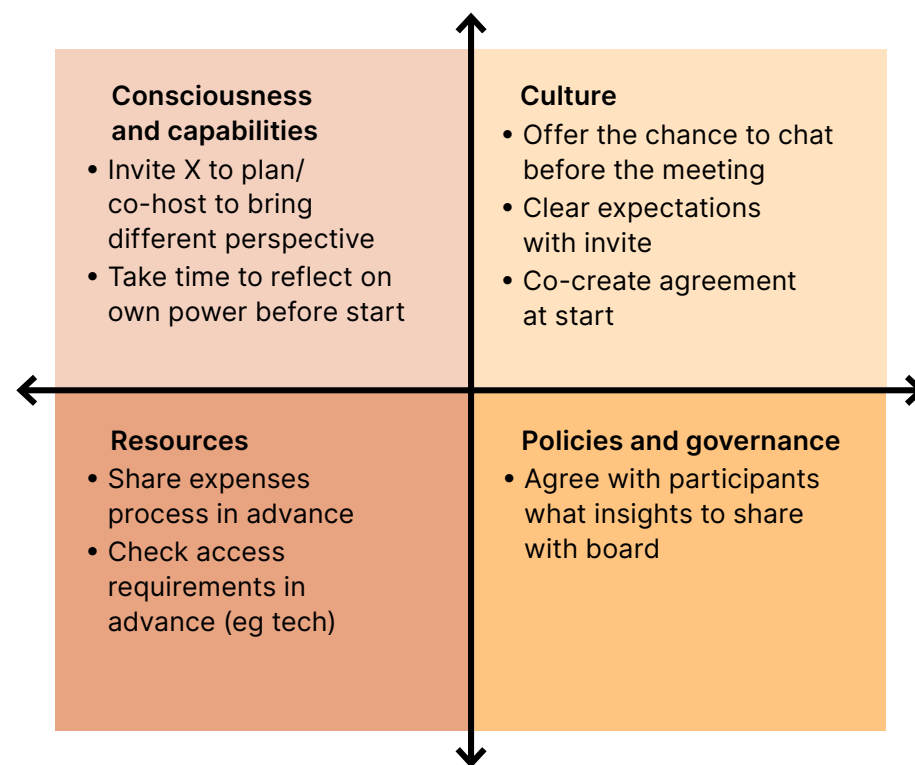 Consciousness
and capabilities
• Invite X to plan/
co-host to bring
different perspective
• Take time to reflect on
own power before start
Culture
• Offer the chance to chat
before the meeting
• Clear expectations
with invite
• Co-create agreement
at start
Resources
• Share expenses
process in advance
• Check access
requirements in
advance (eg tech)
Policies and governance
• Agree with participants
what insights to share
with board